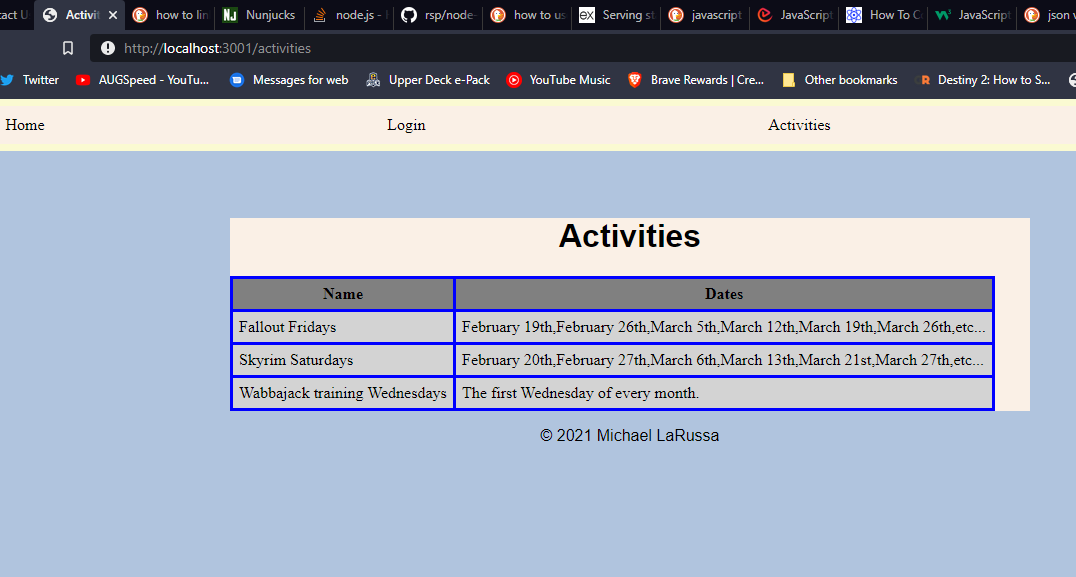 tact U Activit how to lin Nunjucks node.js - rsp/node- how to us Serving st javascript JavaScript How To C JavaScript json v
http://localhost:3001/activities
Twitter AUGSpeed - YouTu... Messages for web Upper Deck e-Pack YouTube Music Brave Rewards | Cre... Other bookmarks Destiny 2: How to S...
Home Login Activities
Activities
Name Dates
Fallout Fridays February 19th,February 26th,March 5th,March 12th,March 19th,March 26th,etc...
Skyrim Saturdays February 20th,February 27th,March 6th,March 13th,March 21st,March 27th,etc...
Wabbajack training Wednesdays The first Wednesday of every month.
© 2021 Michael LaRussa